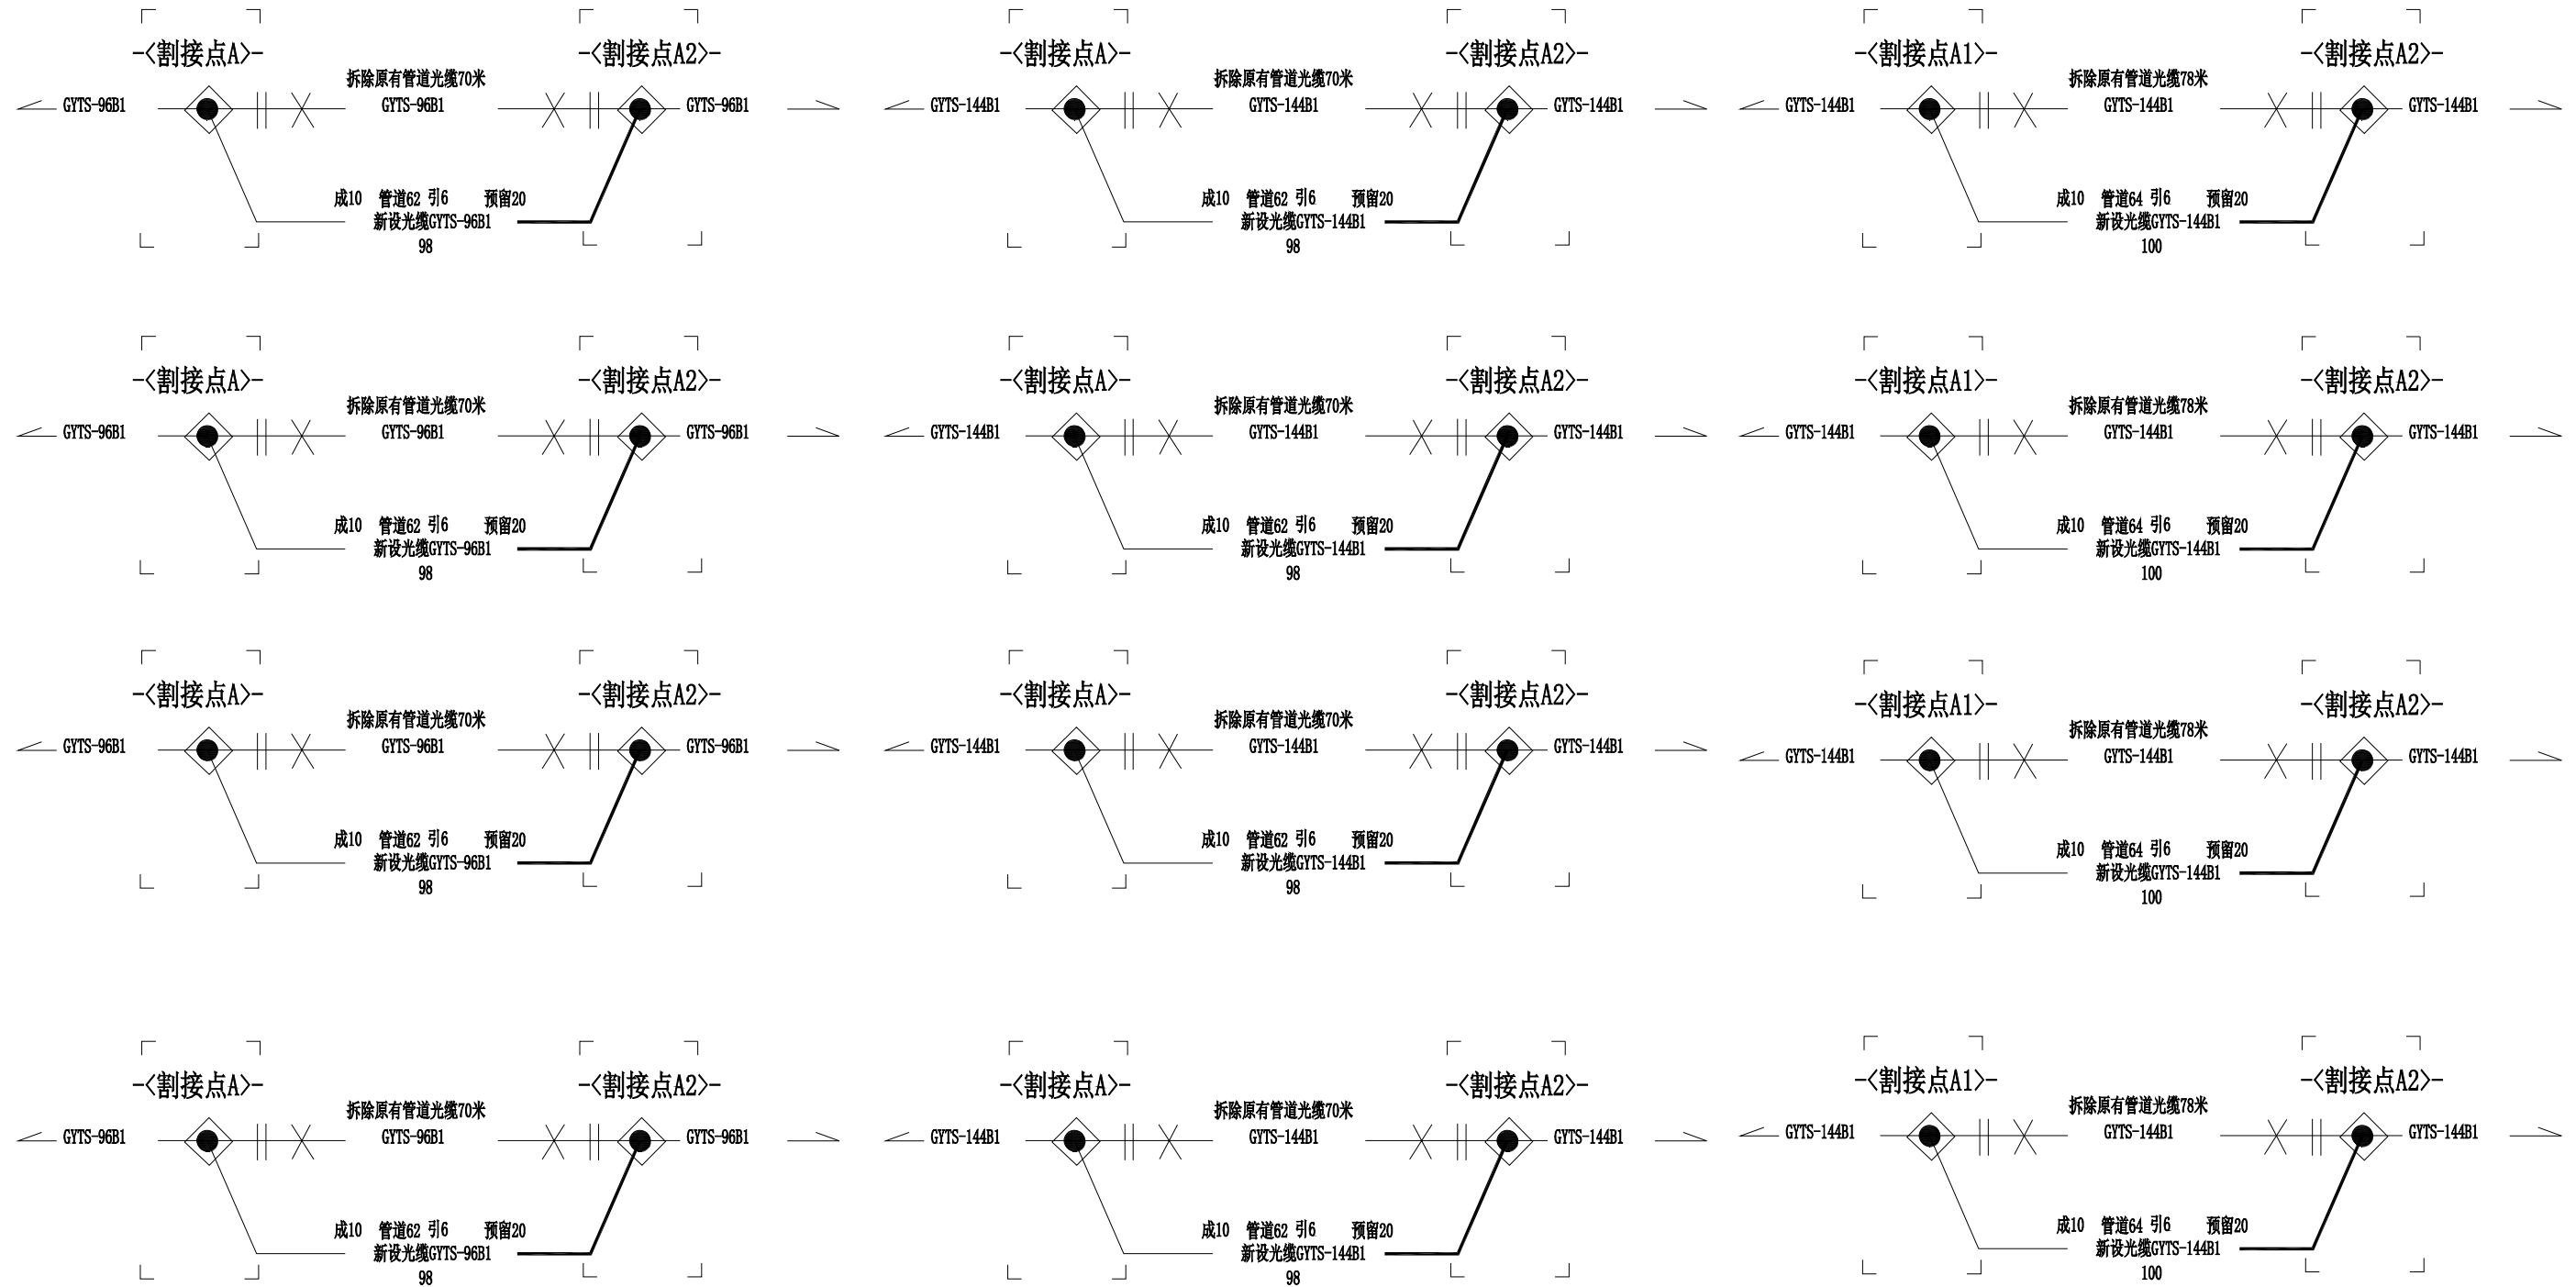 -<割接点A>- -<割接点A2>- -<割接点A>- -<割接点A2>- -<割接点A1>- -<割接点A2>-
拆除原有管道光缆70米 拆除原有管道光缆70米 拆除原有管道光缆78米
GYTS-96B1 GYTS-96B1 GYTS-96B1 GYTS-144B1 GYTS-144B1 GYTS-144B1 GYTS-144B1 GYTS-144B1 GYTS-144B1
成10 管道62 引6 预留20 成10 管道62 引6 预留20 成10 管道64 引6 预留20
新设光缆GYTS-96B1 新设光缆GYTS-144B1 新设光缆GYTS-144B1
98 98 100
-<割接点A>- -<割接点A2>- -<割接点A>- -<割接点A2>- -<割接点A1>- -<割接点A2>-
拆除原有管道光缆70米 拆除原有管道光缆70米 拆除原有管道光缆78米
GYTS-96B1 GYTS-96B1 GYTS-96B1 GYTS-144B1 GYTS-144B1 GYTS-144B1 GYTS-144B1 GYTS-144B1 GYTS-144B1
成10 管道62 引6 预留20 成10 管道62 引6 预留20 成10 管道64 引6 预留20
新设光缆GYTS-96B1 新设光缆GYTS-144B1 新设光缆GYTS-144B1
98 98 100
-<割接点A>- -<割接点A2>- -<割接点A>- -<割接点A2>- -<割接点A1>- -<割接点A2>-
拆除原有管道光缆70米 拆除原有管道光缆70米 拆除原有管道光缆78米
GYTS-96B1 GYTS-96B1 GYTS-96B1 GYTS-144B1 GYTS-144B1 GYTS-144B1 GYTS-144B1 GYTS-144B1 GYTS-144B1
成10 管道62 引6 预留20 成10 管道62 引6 预留20 成10 管道64 引6 预留20
新设光缆GYTS-96B1 新设光缆GYTS-144B1 新设光缆GYTS-144B1
98 98 100
-<割接点A>- -<割接点A2>- -<割接点A>- -<割接点A2>- -<割接点A1>- -<割接点A2>-
拆除原有管道光缆70米 拆除原有管道光缆70米 拆除原有管道光缆78米
GYTS-96B1 GYTS-96B1 GYTS-96B1 GYTS-144B1 GYTS-144B1 GYTS-144B1 GYTS-144B1 GYTS-144B1 GYTS-144B1
成10 管道62 引6 预留20 成10 管道62 引6 预留20 成10 管道64 引6 预留20
新设光缆GYTS-96B1 新设光缆GYTS-144B1 新设光缆GYTS-144B1
98 98 100